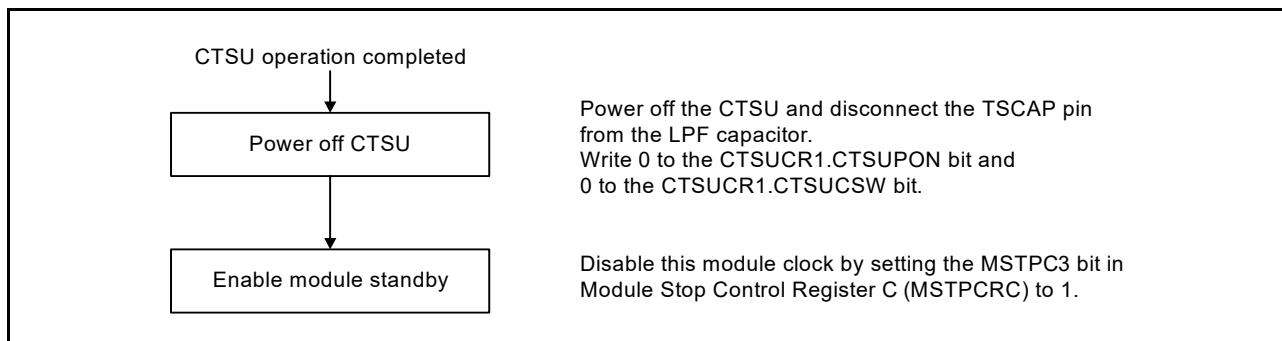 CTSU operation completed
Power off CTSU
Power off the CTSU and disconnect the TSCAP pin
from the LPF capacitor.
Write 0 to the CTSUCR1.CTSUPON bit and
0 to the CTSUCR1.CTSUCSW bit.
Enable module standby
Disable this module clock by setting the MSTPC3 bit in
Module Stop Control Register C (MSTPCRC) to 1.